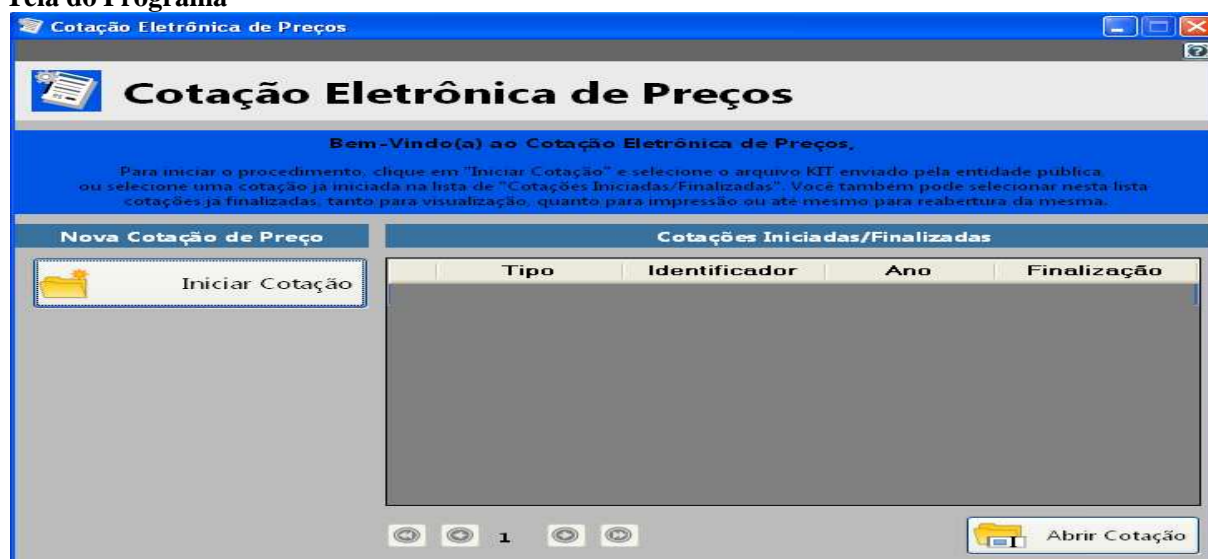 Tela do Programa
Cotação Eletrônica de Preços
Cotação Eletrônica de Preços
Bem-Vindo(a) ao Cotação Eletrônica de Preços,
Para iniciar o procedimento, clique em "Iniciar Cotação" e selecione o arquivo KIT enviado pela entidade pública
ou selecione uma cotação já iniciada na lista de "Cotações Iniciadas/Finalizadas". Você também pode selecionar nesta lista
cotações já finalizadas, tanto para visualização, quanto para impressão ou até mesmo para reabertura da mesma.
Nova Cotação de Preço
Cotações Iniciadas/Finalizadas
Iniciar Cotação
Tipo Identificador Ano Finalização
1
Abrir Cotação